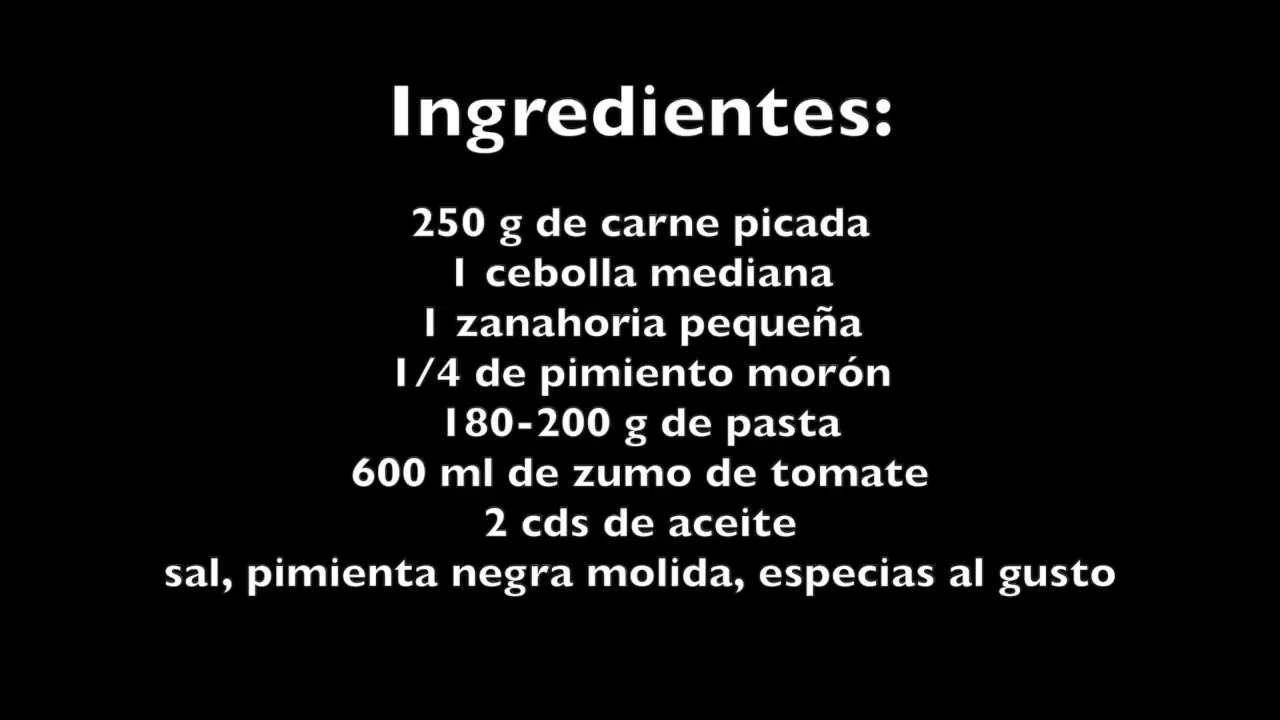 Ingredientes:
250 g de carne picada
1 cebolla mediana
1 zanahoria pequeña
1/4 de pimiento morón
180-200 g de pasta
600 ml de zumo de tomate
2 cds de aceite
sal, pimienta negra molida, especias al gusto